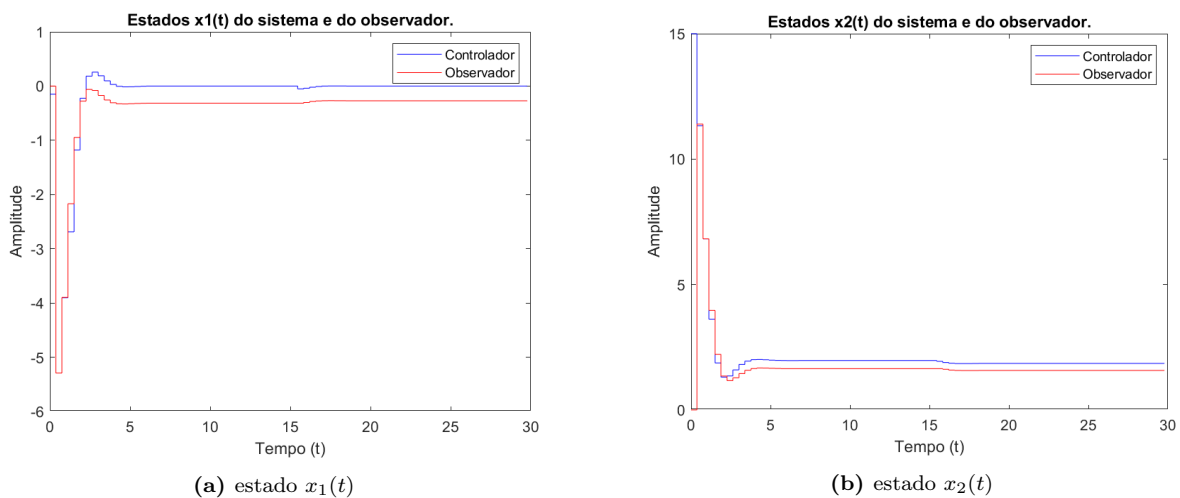 Estados x1(t) do sistema e do observador.
1
0
-1
-2
-3
-4
-5
-6
Amplitude
0
5
10
15
20
25
30
Tempo (t)
Controlador
Observador
(a) estado x₁(t)
Estados x2(t) do sistema e do observador.
15
10
5
0
Amplitude
0
5
10
15
20
25
30
Tempo (t)
Controlador
Observador
(b) estado x₂(t)